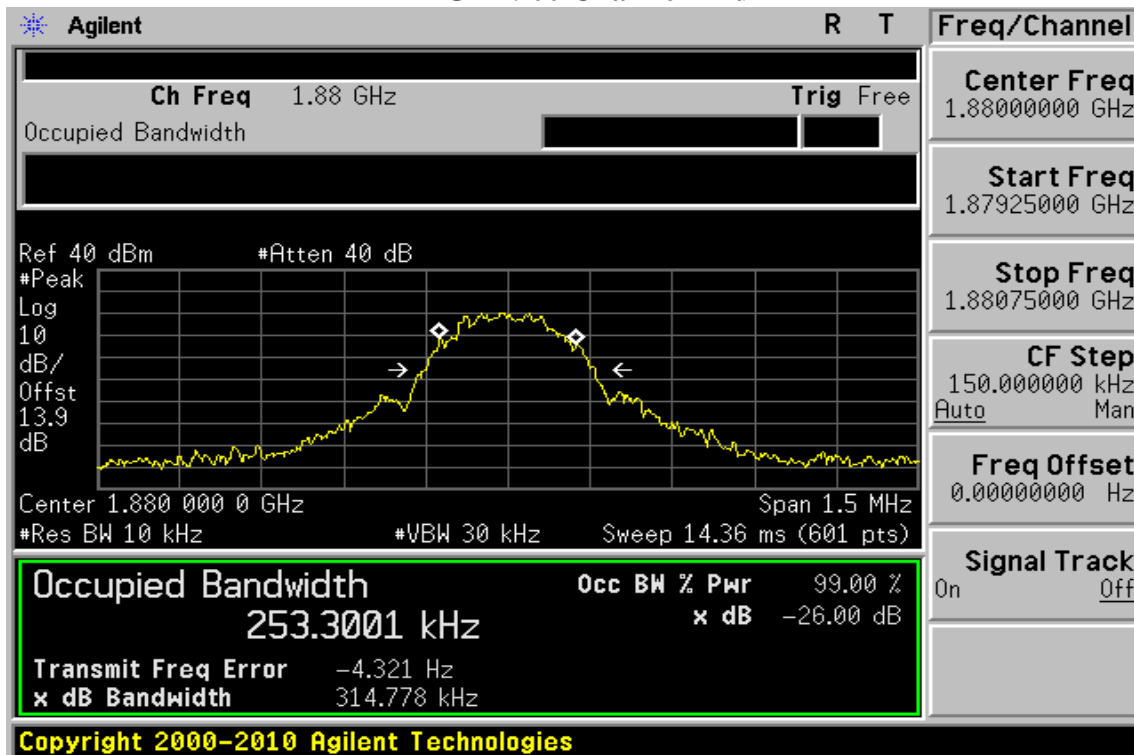 Agilent R T Freq/Channel
Ch Freq 1.88 GHz Trig Free
Occupied Bandwidth
Center Freq
1.88000000 GHz
Start Freq
1.87925000 GHz
Stop Freq
1.88075000 GHz
CF Step
150.000000 kHz
Auto Man
Freq Offset
0.00000000 Hz
Signal Track
On Off
Ref 40 dBm #Atten 40 dB
#Peak
Log
10
dB/
Offst
13.9
dB
Center 1.880 000 0 GHz Span 1.5 MHz
#Res BW 10 kHz #VBW 30 kHz Sweep 14.36 ms (601 pts)
Occupied Bandwidth Occ BW % Pwr 99.00 %
253.3001 kHz x dB -26.00 dB
Transmit Freq Error -4.321 Hz
x dB Bandwidth 314.778 kHz
Copyright 2000-2010 Agilent Technologies